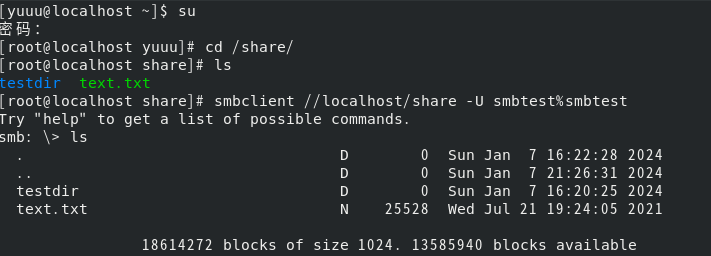 [yuuu@localhost ~]$ su
密码：
[root@localhost yuuu]# cd /share/
[root@localhost share]# ls
testdir  text.txt
[root@localhost share]# smbclient //localhost/share -U smbtest%smbtest
Try "help" to get a list of possible commands.
smb: \> ls
  .                                   D        0  Sun Jan  7 16:22:28 2024
  ..                                  D        0  Sun Jan  7 21:26:31 2024
  testdir                             D        0  Sun Jan  7 16:20:25 2024
  text.txt                            N    25528  Wed Jul 21 19:24:05 2021
                18614272 blocks of size 1024. 13585940 blocks available